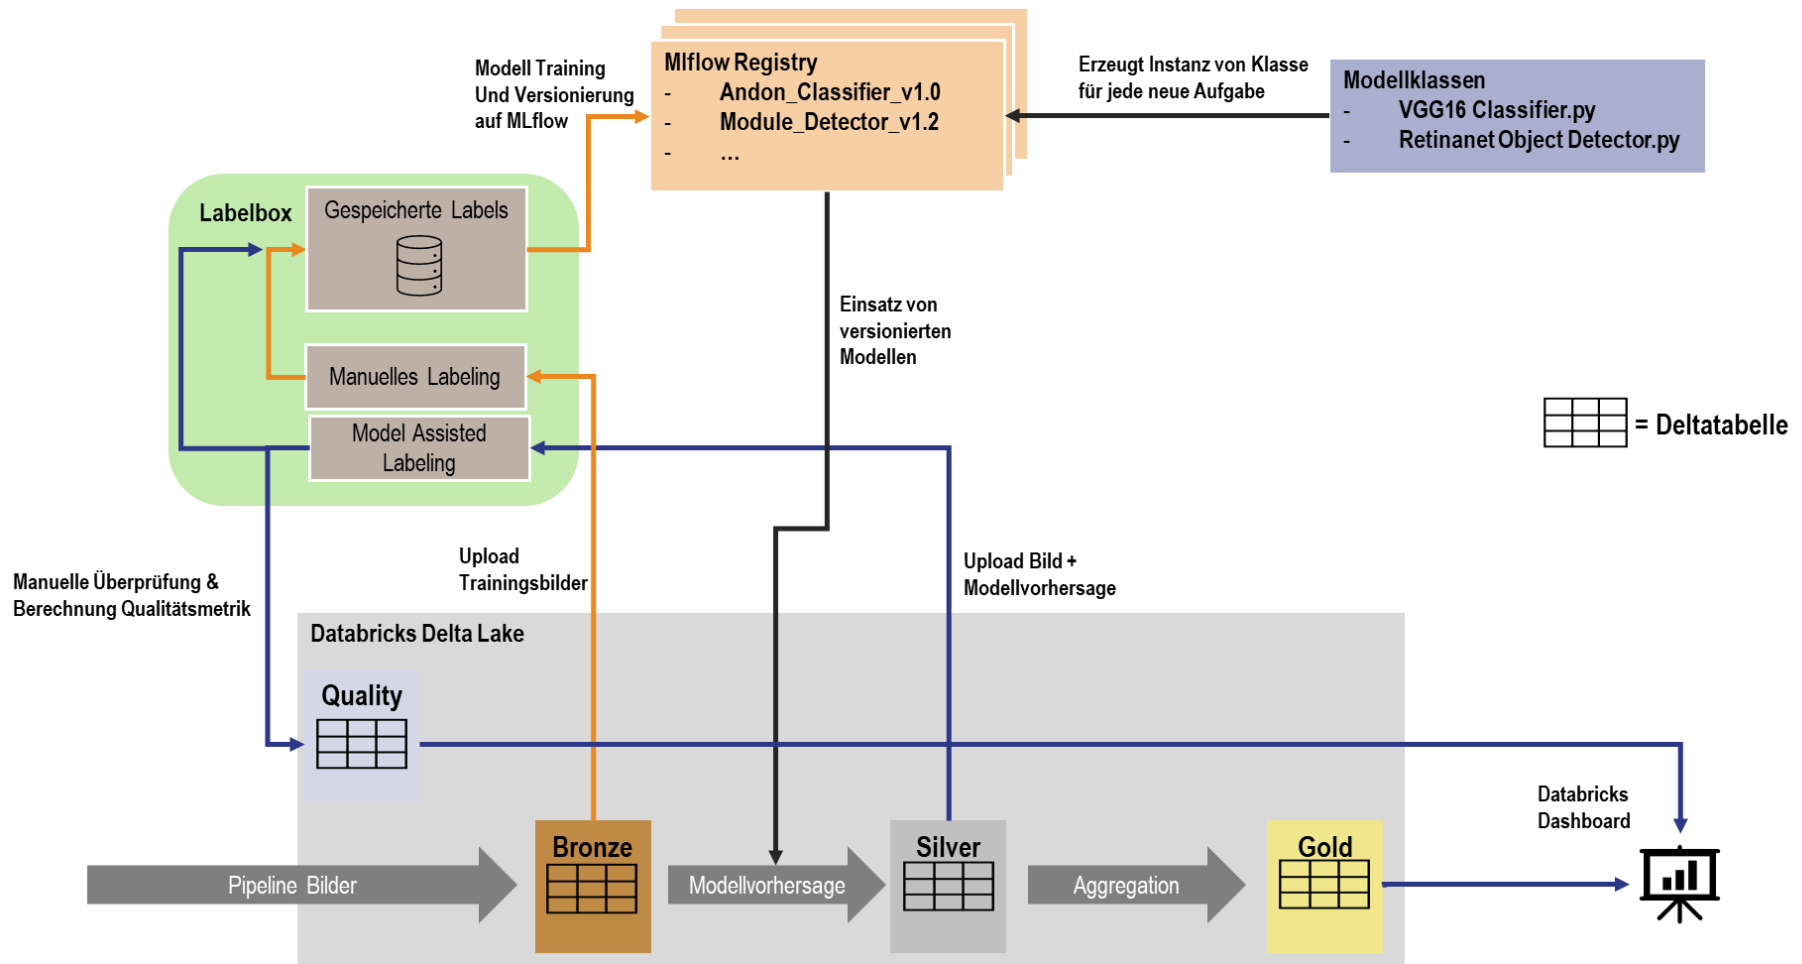 Modell Training
Und Versionierung
auf MLflow
Mlflow Registry
- Andon_Classifier_v1.0
- Module_Detector_v1.2
- ...
Erzeugt Instanz von Klasse
für jede neue Aufgabe
Modellklassen
- VGG16 Classifier.py
- Retinanet Object Detector.py
Labelbox
Gespeicherte Labels
Manuelles Labeling
Model Assisted
Labeling
Einsatz von
versionierten
Modellen
= Deltatabelle
Manuelle Überprüfung &
Berechnung Qualitätsmetrik
Upload
Trainingsbilder
Upload Bild +
Modellvorhersage
Databricks Delta Lake
Quality
Databricks
Dashboard
Pipeline Bilder
Bronze
Modellvorhersage
Silver
Aggregation
Gold